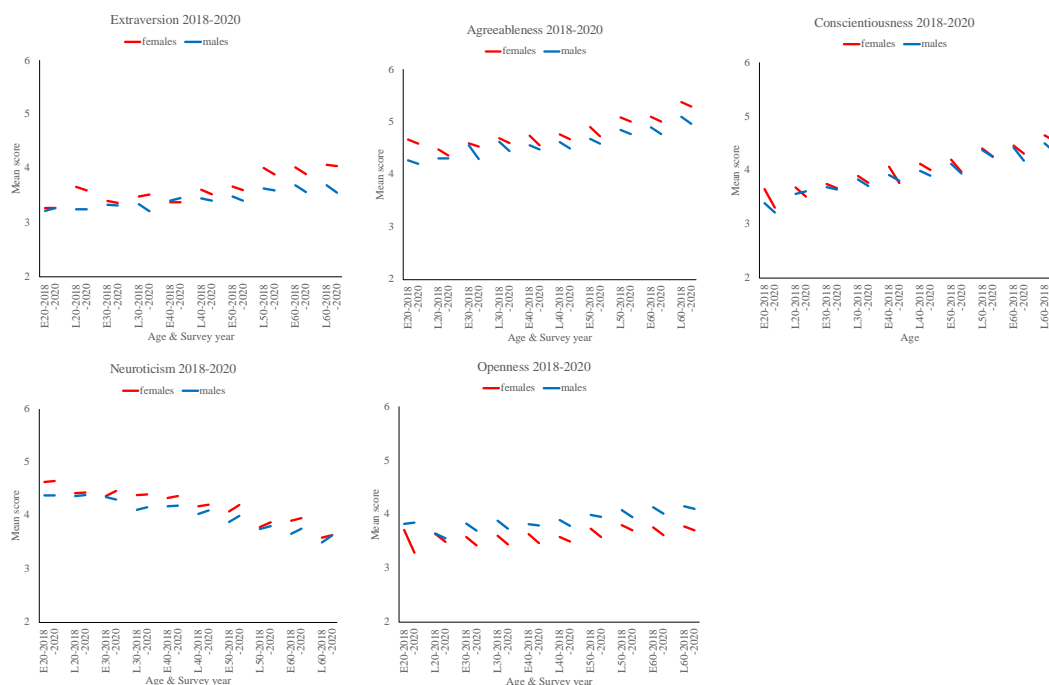 Extraversion 2018-2020
females males
6
5
4
3
2
Mean score
E20-2018
-2020
L20-2018
-2020
E30-2018
-2020
L30-2018
-2020
E40-2018
-2020
L40-2018
-2020
E50-2018
-2020
L50-2018
-2020
E60-2018
-2020
L60-2018
-2020
Age & Survey year
Agreeableness 2018-2020
females males
6
5
4
3
2
Mean score
E20-2018
-2020
L20-2018
-2020
E30-2018
-2020
L30-2018
-2020
E40-2018
-2020
L40-2018
-2020
E50-2018
-2020
L50-2018
-2020
E60-2018
-2020
L60-2018
-2020
Age & Survey year
Conscientiousness 2018-2020
females males
6
5
4
3
2
Mean score
E20-2018
-2020
L20-2018
-2020
E30-2018
-2020
L30-2018
-2020
E40-2018
-2020
L40-2018
-2020
E50-2018
-2020
L50-2018
-2020
E60-2018
-2020
L60-2018
Age
Neuroticism 2018-2020
females males
6
5
4
3
2
Mean score
E20-2018
-2020
L20-2018
-2020
E30-2018
-2020
L30-2018
-2020
E40-2018
-2020
L40-2018
-2020
E50-2018
-2020
L50-2018
-2020
E60-2018
-2020
L60-2018
-2020
Age & Survey year
Openness 2018-2020
females males
6
5
4
3
2
Mean score
E20-2018
-2020
L20-2018
-2020
E30-2018
-2020
L30-2018
-2020
E40-2018
-2020
L40-2018
-2020
E50-2018
-2020
L50-2018
-2020
E60-2018
-2020
L60-2018
-2020
Age & Survey year